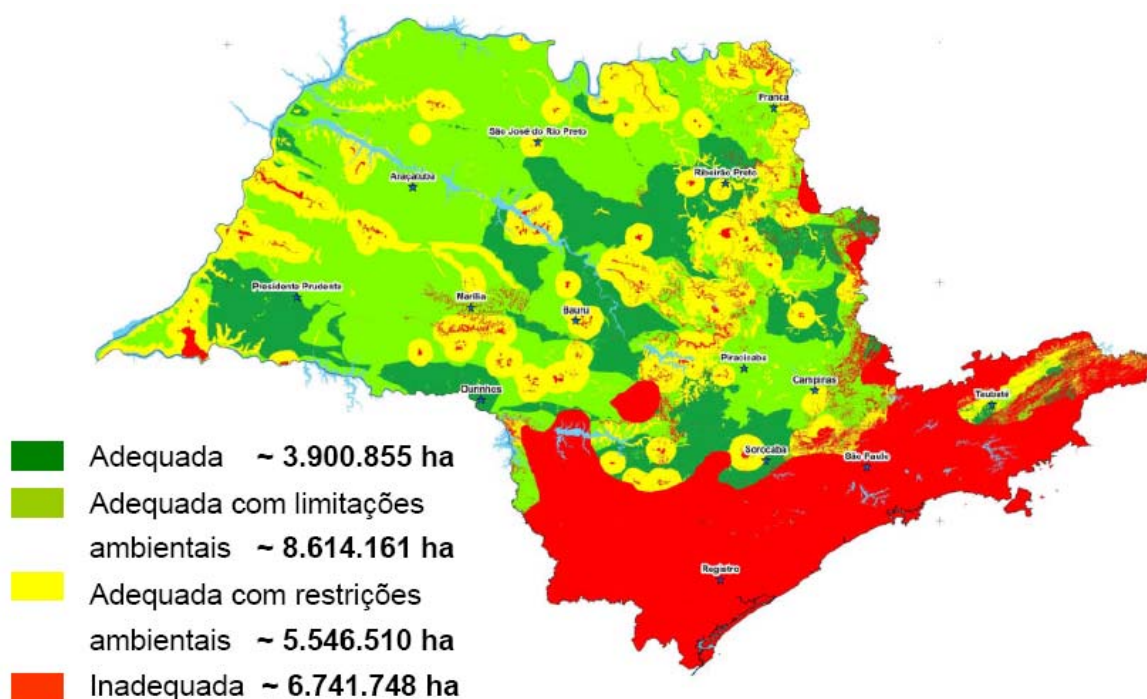 Franca
São José do Rio Preto
Ribeirão Preto
Araçatuba
Presidente Prudente
Marília
Bauru
Piracicaba
Campinas
Ourinhos
Taubaté
Sorocaba
São Paulo
Registro
Adequada ~ 3.900.855 ha
Adequada com limitações
ambientais ~ 8.614.161 ha
Adequada com restrições
ambientais ~ 5.546.510 ha
Inadequada ~ 6.741.748 ha